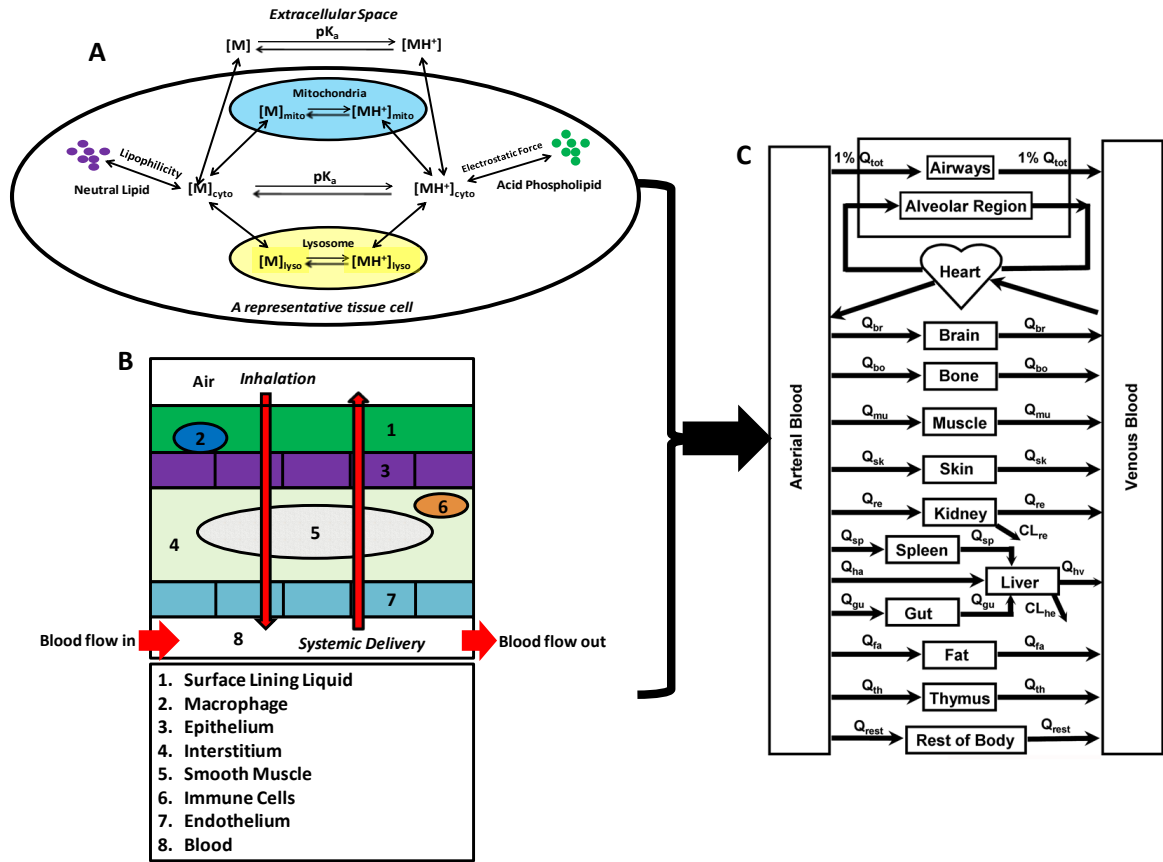 Extracellular Space
A
[M]
pKa
[MH+]
Mitochondria
[M]mito
[MH+]mito
Lipophilicity
Neutral Lipid
[M]cyto
pKa
[MH+]cyto
Electrostatic Force
Acid Phospholipid
Lysosome
[M]lyso
[MH+]lyso
A representative tissue cell
B
Air
Inhalation
1
2
3
4
5
6
7
Blood flow in
8
Systemic Delivery
Blood flow out
1. Surface Lining Liquid
2. Macrophage
3. Epithelium
4. Interstitium
5. Smooth Muscle
6. Immune Cells
7. Endothelium
8. Blood
C
Arterial Blood
Venous Blood
1% Qtot
Airways
1% Qtot
Alveolar Region
Heart
Qbr
Brain
Qbr
Qbo
Bone
Qbo
Qmu
Muscle
Qmu
Qsk
Skin
Qsk
Qre
Kidney
Qre
CLre
Qsp
Spleen
Qsp
Qha
Liver
Qhv
Qgu
Gut
Qgu
CLhe
Qfa
Fat
Qfa
Qth
Thymus
Qth
Qrest
Rest of Body
Qrest